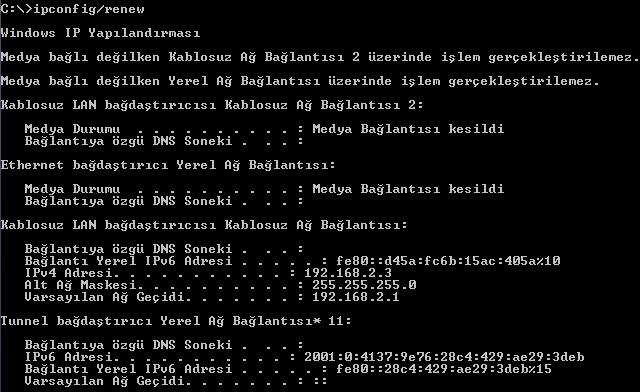 C:\>ipconfig/renew
Windows IP Yapılandırması
Medya bağlı değilken Kablosuz Ağ Bağlantısı 2 üzerinde işlem gerçekleştirilemez.
Medya bağlı değilken Yerel Ağ Bağlantısı üzerinde işlem gerçekleştirilemez.
Kablosuz LAN bağdaştırıcısı Kablosuz Ağ Bağlantısı 2:
Medya Durumu . . . . . . . . . . : Medya Bağlantısı kesildi
Bağlantıya özgü DNS Soneki . . . :
Ethernet bağdaştırıcı Yerel Ağ Bağlantısı:
Medya Durumu . . . . . . . . . . : Medya Bağlantısı kesildi
Bağlantıya özgü DNS Soneki . . . :
Kablosuz LAN bağdaştırıcısı Kablosuz Ağ Bağlantısı:
Bağlantıya özgü DNS Soneki . . . :
Bağlantı Yerel IPv6 Adresi . . . . . . : fe80::d45a:fc6b:15ac:405a%10
IPv4 Adresi. . . . . . . . . . . : 192.168.2.3
Alt Ağ Maskesi. . . . . . . . . . : 255.255.255.0
Varsayılan Ağ Geçidi. . . . . . . : 192.168.2.1
Tunnel bağdaştırıcı Yerel Ağ Bağlantısı* 11:
Bağlantıya özgü DNS Soneki . . . :
IPv6 Adresi. . . . . . . . . . . : 2001:0:4137:9e76:28c4:429:ae29:3deb
Bağlantı Yerel IPv6 Adresi . . . . . . : fe80::28c4:429:ae29:3deb%15
Varsayılan Ağ Geçidi. . . . . . . : ::